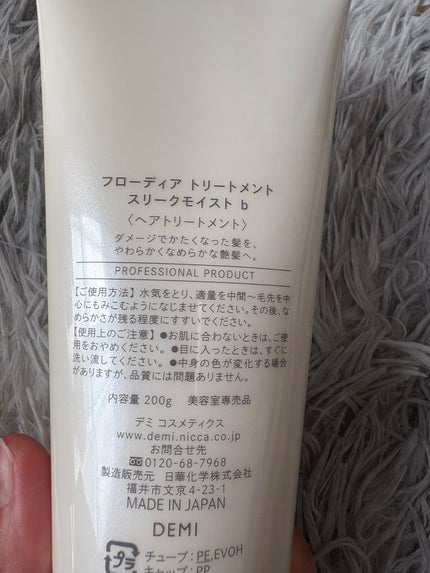 フローディア トリートメント
スリークモイスト b
〈ヘアトリートメント〉
ダメージでかたくなった髪を、
やわらかくなめらかな艶髪へ。
PROFESSIONAL PRODUCT
【ご使用方法】水気をとり、適量を中間～毛先を中
心にもみこむようになじませてください。その後、な
めらかさが残る程度にすすいでください。
【使用上のご注意】●お肌に合わないときは、ご使
用をおやめください。●目に入ったときは、すぐに
洗い流してください。●中身の色が変化する場合
がありますが、品質には問題ありません。
内容量 200g 美容室専売品
デミ コスメティクス
www.demi.nicca.co.jp
お問合せ先
0120-68-7968
製造販売元 日華化学株式会社
福井市文京4-23-1
MADE IN JAPAN
DEMI
プラ チューブ:PE,EVOH
キャップ:PP